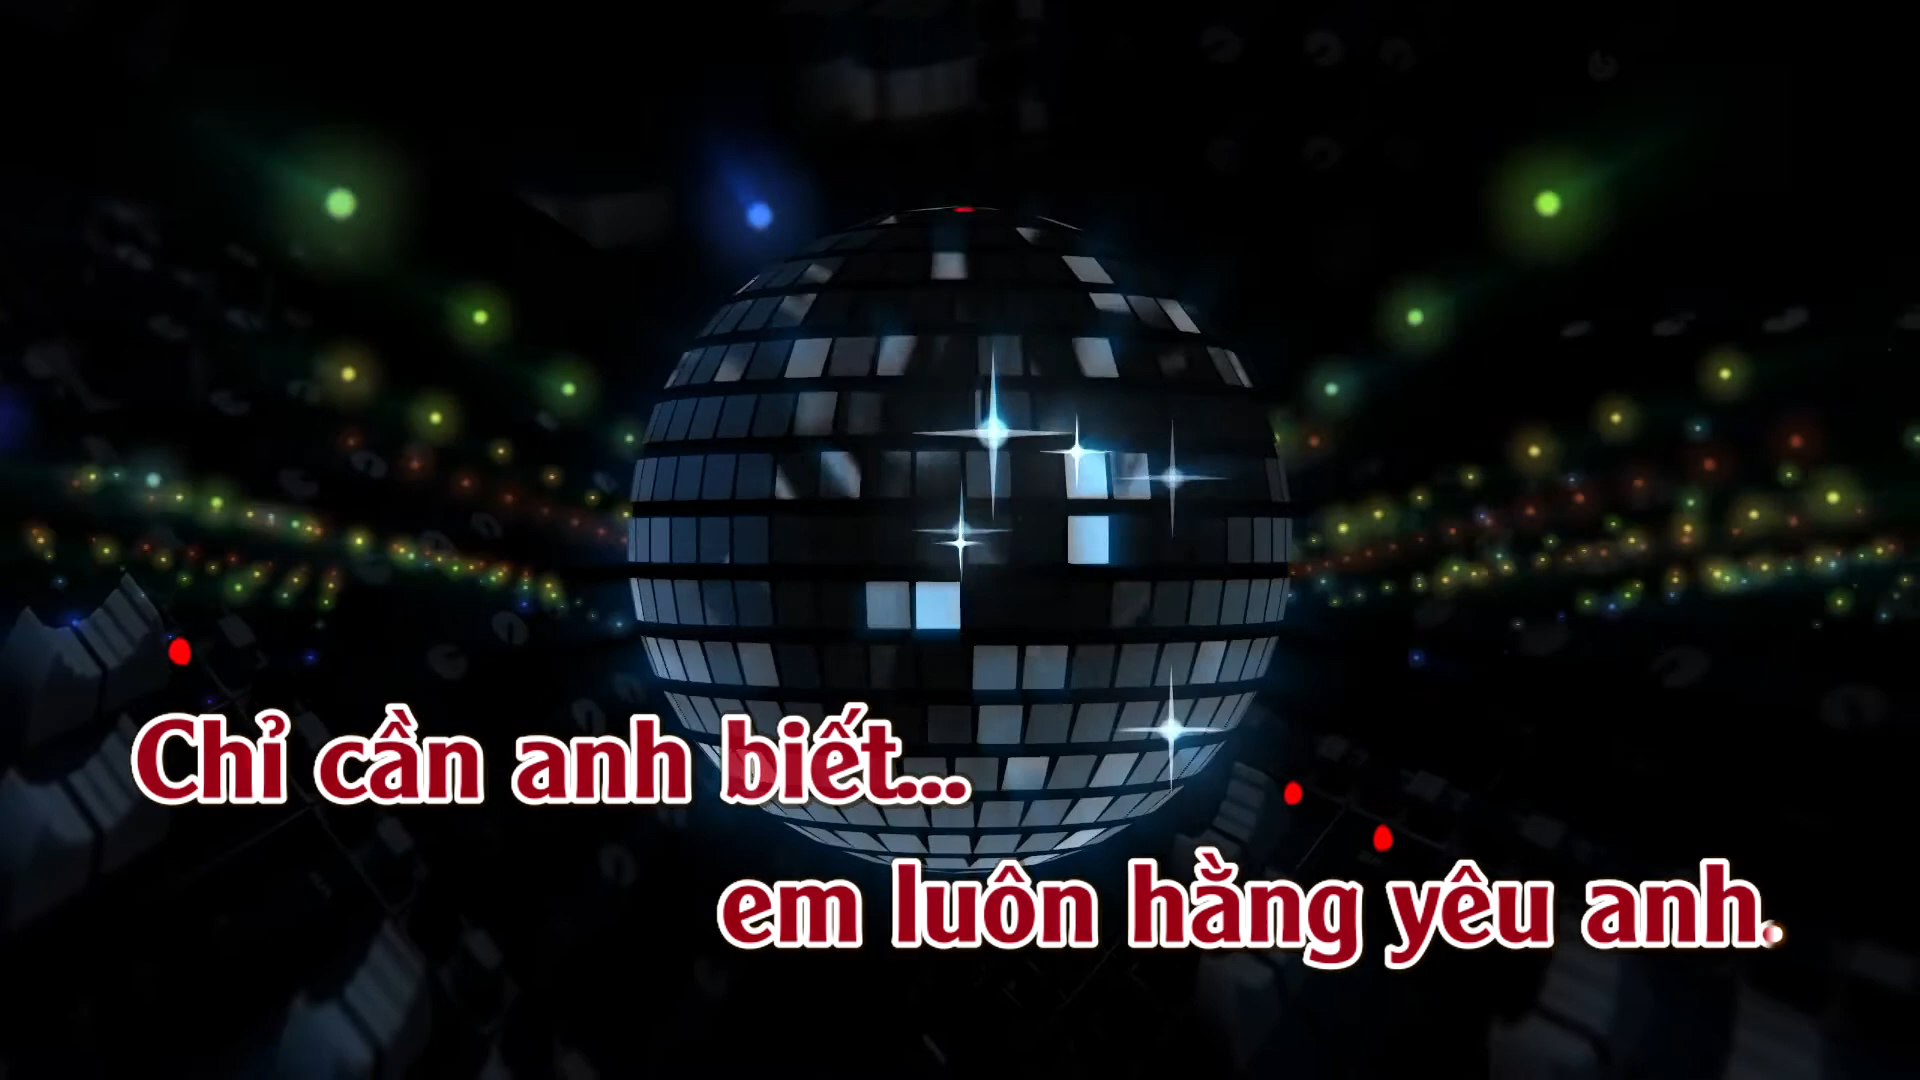 Chỉ cần anh biết...
em luôn hằng yêu anh.